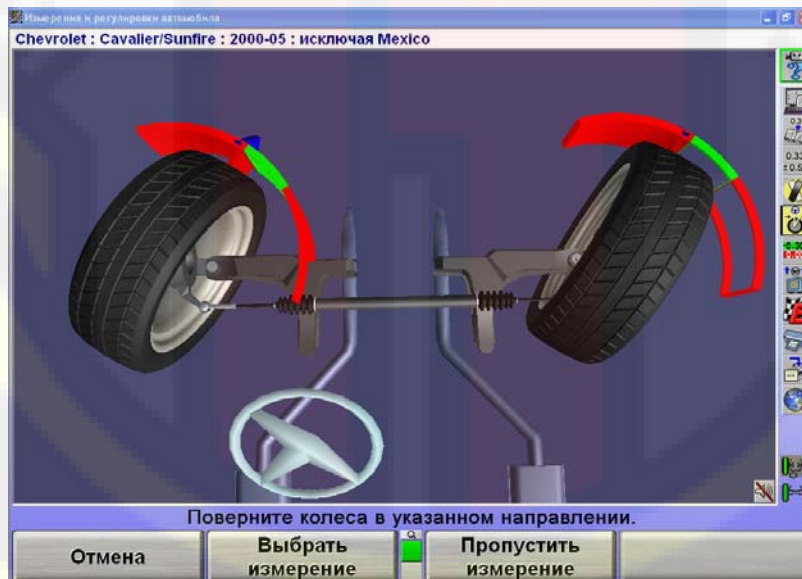 Измерения и регулировки автомобиля
Chevrolet : Cavalier/Sunfire : 2000-05 : исключая Mexico
Поверните колеса в указанном направлении.
Отмена
Выбрать
измерение
Пропустить
измерение